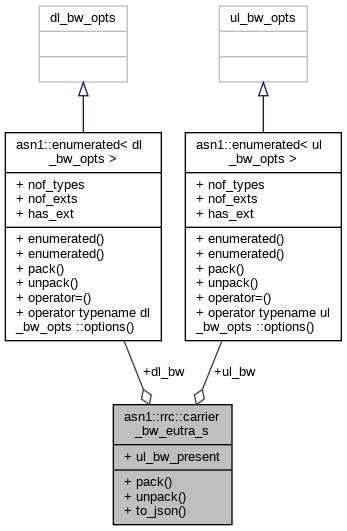 dl_bw_opts
ul_bw_opts
asn1::enumerated< dl
_bw_opts >
+ nof_types
+ nof_exts
+ has_ext
+ enumerated()
+ enumerated()
+ pack()
+ unpack()
+ operator=()
+ operator typename dl
_bw_opts ::options()
asn1::enumerated< ul
_bw_opts >
+ nof_types
+ nof_exts
+ has_ext
+ enumerated()
+ enumerated()
+ pack()
+ unpack()
+ operator=()
+ operator typename ul
_bw_opts ::options()
+dl_bw
+ul_bw
asn1::rrc::carrier
_bw_eutra_s
+ ul_bw_present
+ pack()
+ unpack()
+ to_json()